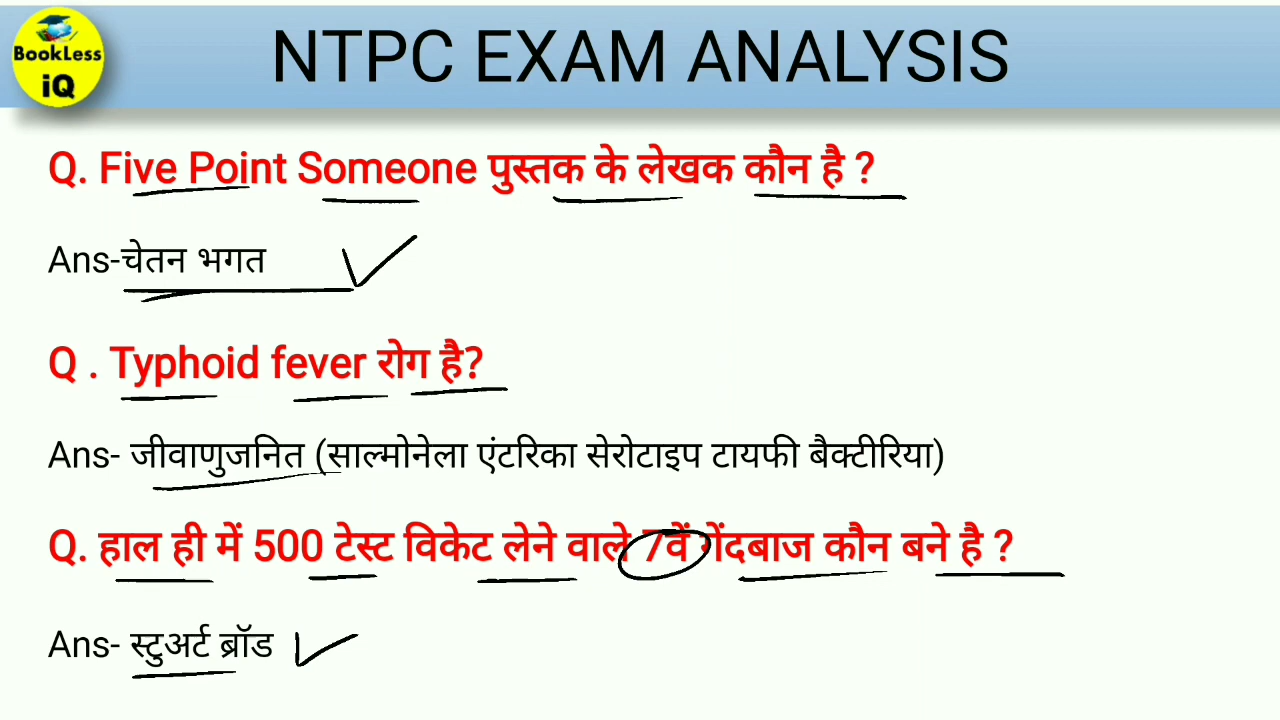 BookLess
iQ
NTPC EXAM ANALYSIS
Q. Five Point Someone पुस्तक के लेखक कौन है ?
Ans-चेतन भगत
Q . Typhoid fever रोग है?
Ans- जीवाणुजनित (साल्मोनेला एंटरिका सेरोटाइप टायफी बैक्टीरिया)
Q. हाल ही में 500 टेस्ट विकेट लेने वाले 7वें गेंदबाज कौन बने है ?
Ans- स्टुअर्ट ब्रॉड